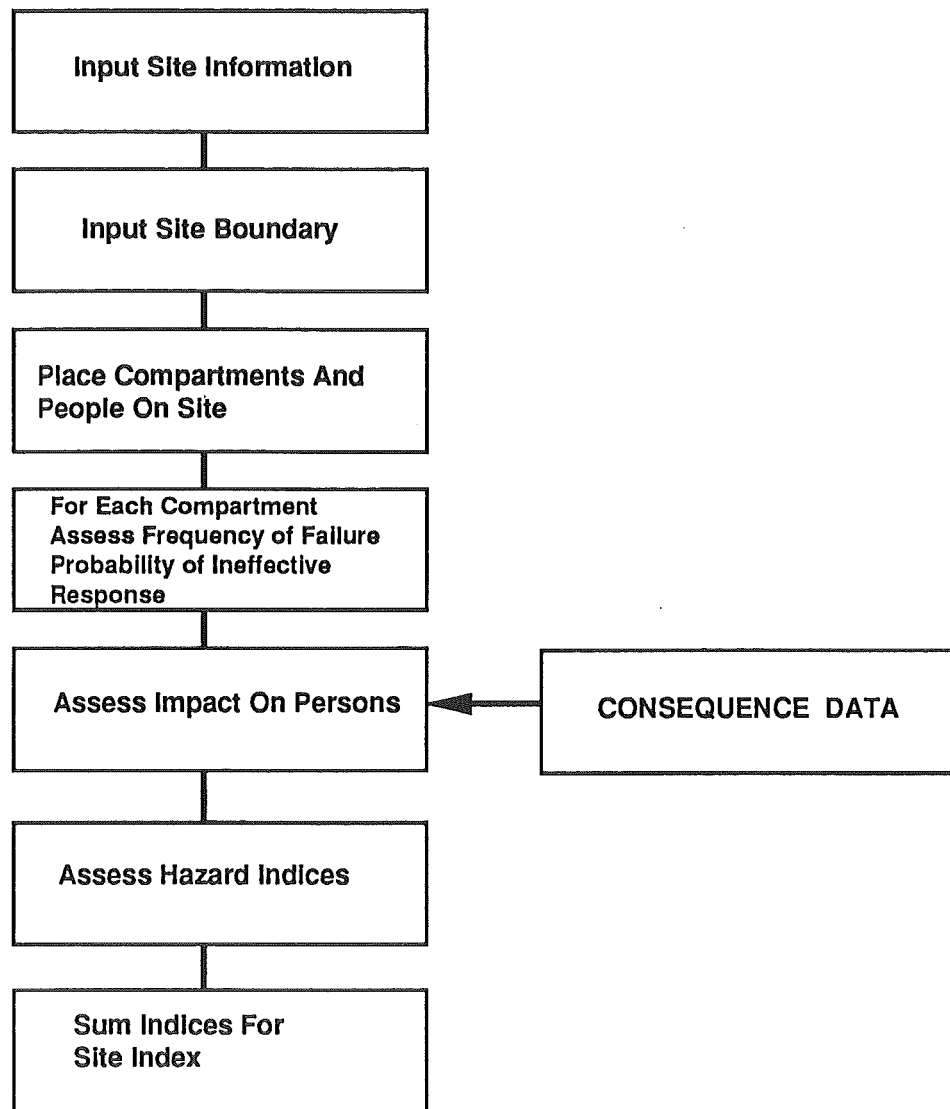 Input Site Information
Input Site Boundary
Place Compartments And
People On Site
For Each Compartment
Assess Frequency of Failure
Probability of Ineffective
Response
Assess Impact On Persons
CONSEQUENCE DATA
Assess Hazard Indices
Sum Indices For
Site Index